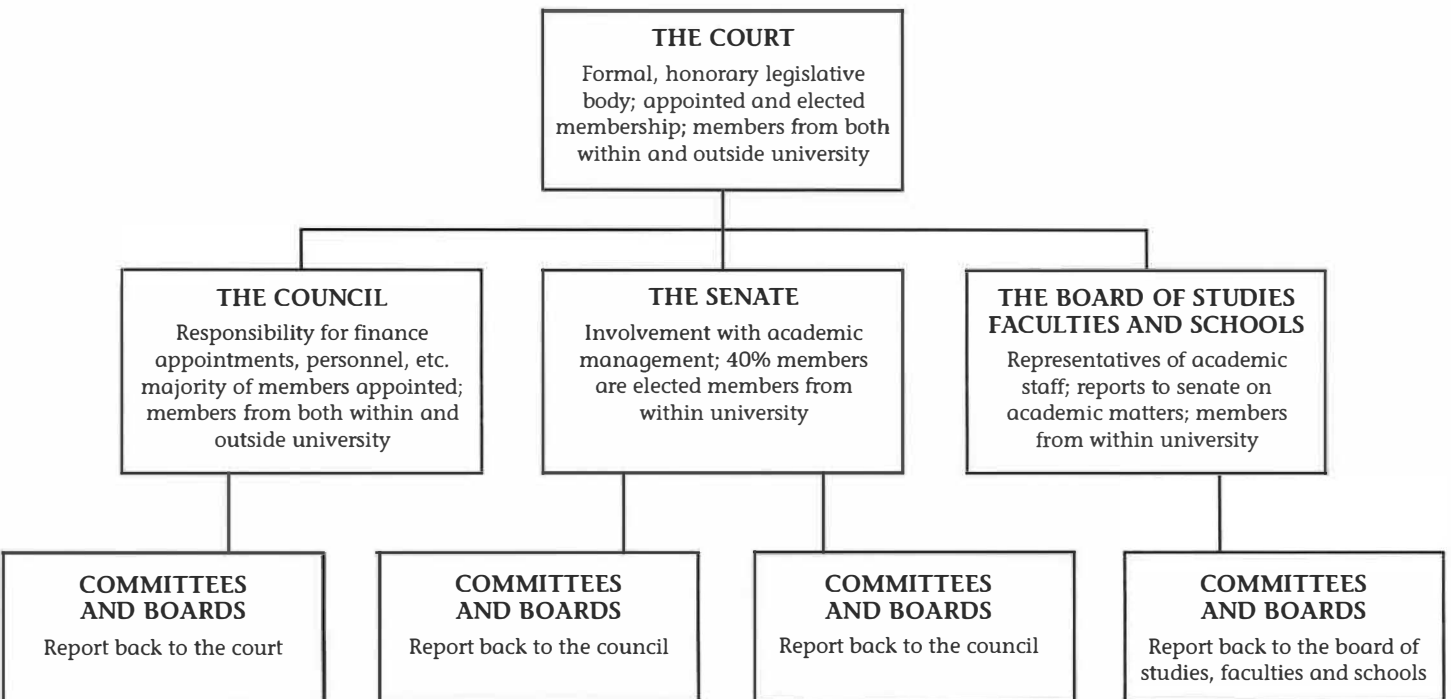 THE COURT
Formal, honorary legislative
body; appointed and elected
membership; members from both
within and outside university
THE COUNCIL
Responsibility for finance
appointments, personnel, etc.
majority of members appointed;
members from both within and
outside university
THE SENATE
Involvement with academic
management; 40% members
are elected members from
within university
THE BOARD OF STUDIES
FACULTIES AND SCHOOLS
Representatives of academic
staff; reports to senate on
academic matters; members
from within university
COMMITTEES
AND BOARDS
Report back to the court
COMMITTEES
AND BOARDS
Report back to the council
COMMITTEES
AND BOARDS
Report back to the council
COMMITTEES
AND BOARDS
Report back to the board of
studies, faculties and schools